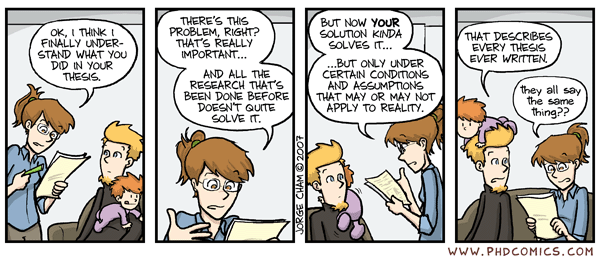 OK, I THINK I
FINALLY UNDER-
STAND WHAT YOU
DID IN YOUR
THESIS.
THERE'S THIS
PROBLEM, RIGHT?
THAT'S REALLY
IMPORTANT...
AND ALL THE
RESEARCH THAT'S
BEEN DONE BEFORE
DOESN'T QUITE
SOLVE IT.
JORGE CHAM © 2007
BUT NOW YOUR
SOLUTION KINDA
SOLVES IT...
...BUT ONLY UNDER
CERTAIN CONDITIONS
AND ASSUMPTIONS
THAT MAY OR MAY NOT
APPLY TO REALITY.
THAT DESCRIBES
EVERY THESIS
EVER WRITTEN.
they all say
the same
thing??
WWW.PHDCOMICS.COM